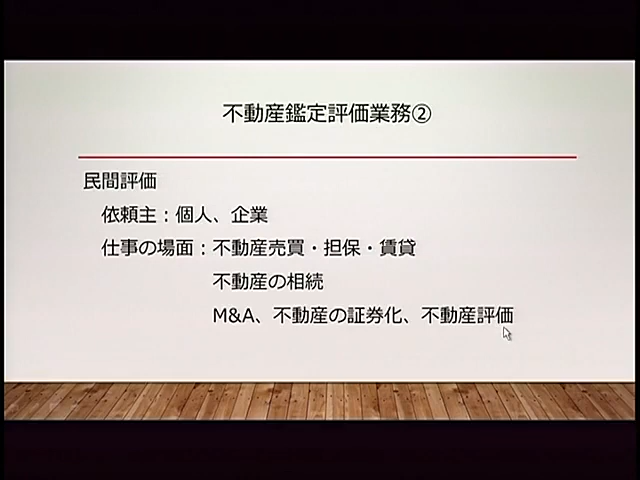 不動産鑑定評価業務②
民間評価
依頼主：個人、企業
仕事の場面：不動産売買・担保・賃貸
不動産の相続
M&A、不動産の証券化、不動産評価